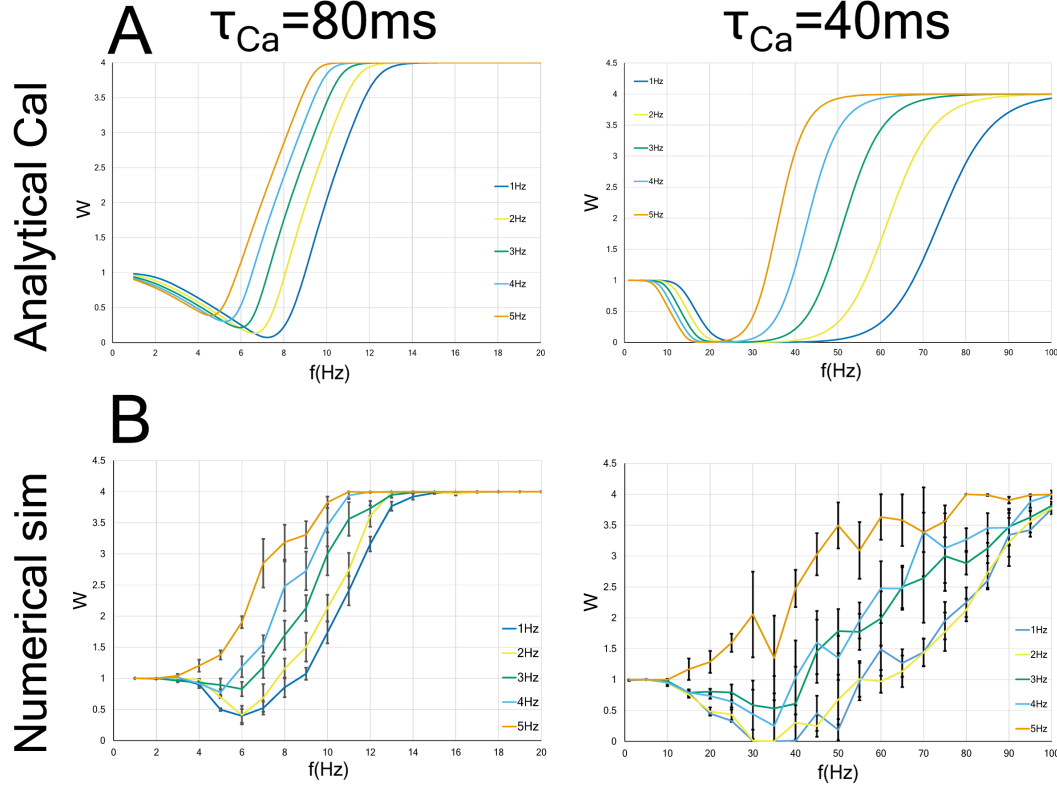 A
τCa=80ms
τCa=40ms
Analytical Cal
W
4
3.5
3
2.5
2
1.5
1
0.5
0
0 2 4 6 8 10 12 14 16 18 20
f(Hz)
1Hz
2Hz
3Hz
4Hz
5Hz
W
4.5
4
3.5
3
2.5
2
1.5
1
0.5
0
0 10 20 30 40 50 60 70 80 90 100
f(Hz)
1Hz
2Hz
3Hz
4Hz
5Hz
B
Numerical sim
W
4.5
4
3.5
3
2.5
2
1.5
1
0.5
0
0 2 4 6 8 10 12 14 16 18 20
f(Hz)
1Hz
2Hz
3Hz
4Hz
5Hz
W
4.5
4
3.5
3
2.5
2
1.5
1
0.5
0
0 10 20 30 40 50 60 70 80 90 100
f(Hz)
1Hz
2Hz
3Hz
4Hz
5Hz